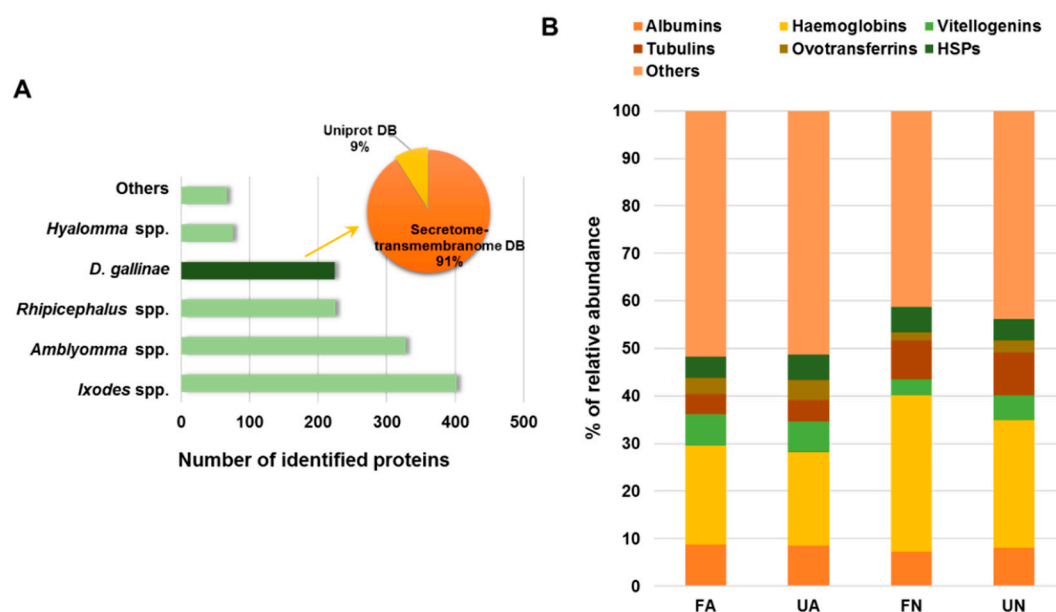 A
Uniprot DB
9%
Secretome-
transmembranome DB
91%
Others
Hyalomma spp.
D. gallinae
Rhipicephalus spp.
Amblyomma spp.
Ixodes spp.
0 100 200 300 400 500
Number of identified proteins
B
Albumins Haemoglobins Vitellogenins
Tubulins Ovotransferrins HSPs
Others
% of relative abundance
100
90
80
70
60
50
40
30
20
10
0
FA UA FN UN